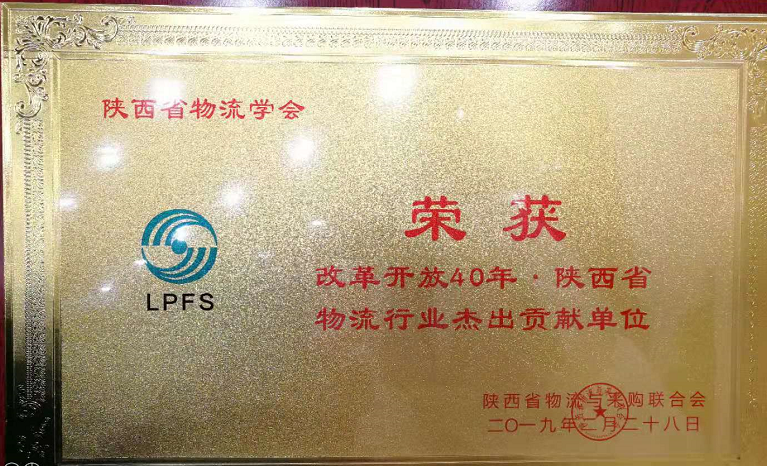 陕西省物流学会
荣获
LPFS
改革开放40年·陕西省
物流行业杰出贡献单位
陕西省物流与采购联合会
二〇一九年二月二十八日